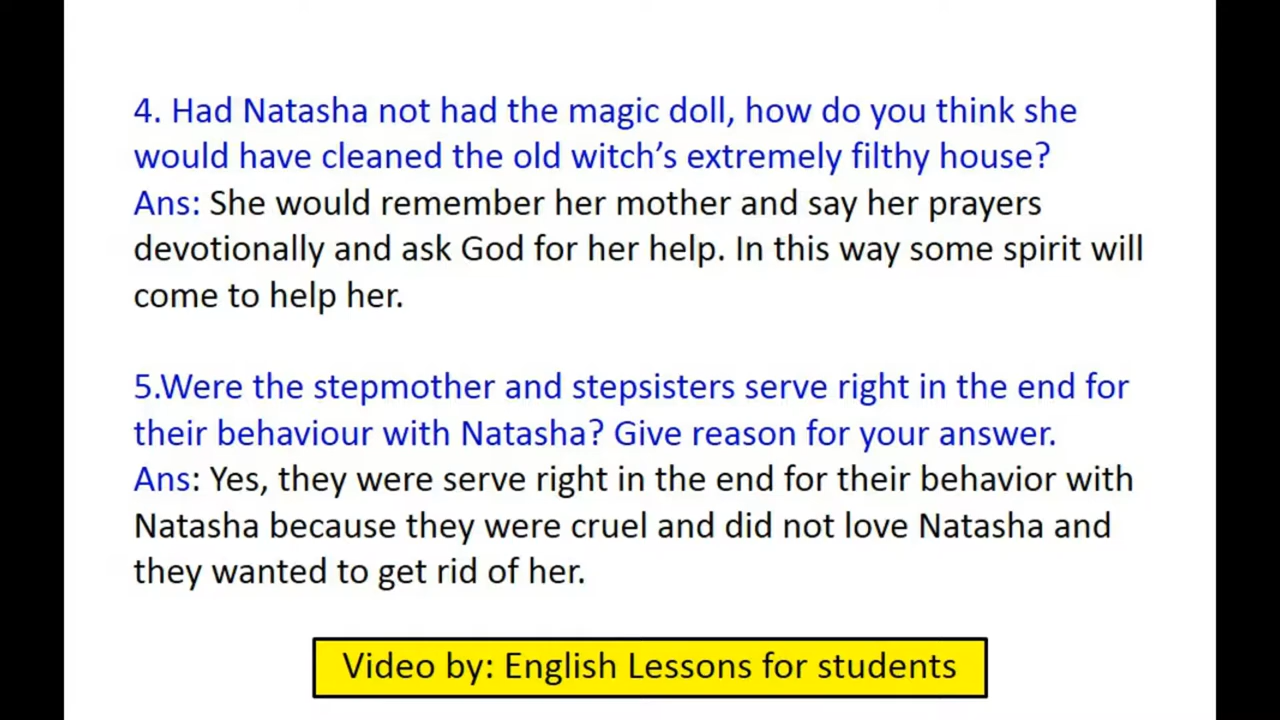 4. Had Natasha not had the magic doll, how do you think she
would have cleaned the old witch’s extremely filthy house?
Ans: She would remember her mother and say her prayers
devotionally and ask God for her help. In this way some spirit will
come to help her.
5.Were the stepmother and stepsisters serve right in the end for
their behaviour with Natasha? Give reason for your answer.
Ans: Yes, they were serve right in the end for their behavior with
Natasha because they were cruel and did not love Natasha and
they wanted to get rid of her.
Video by: English Lessons for students